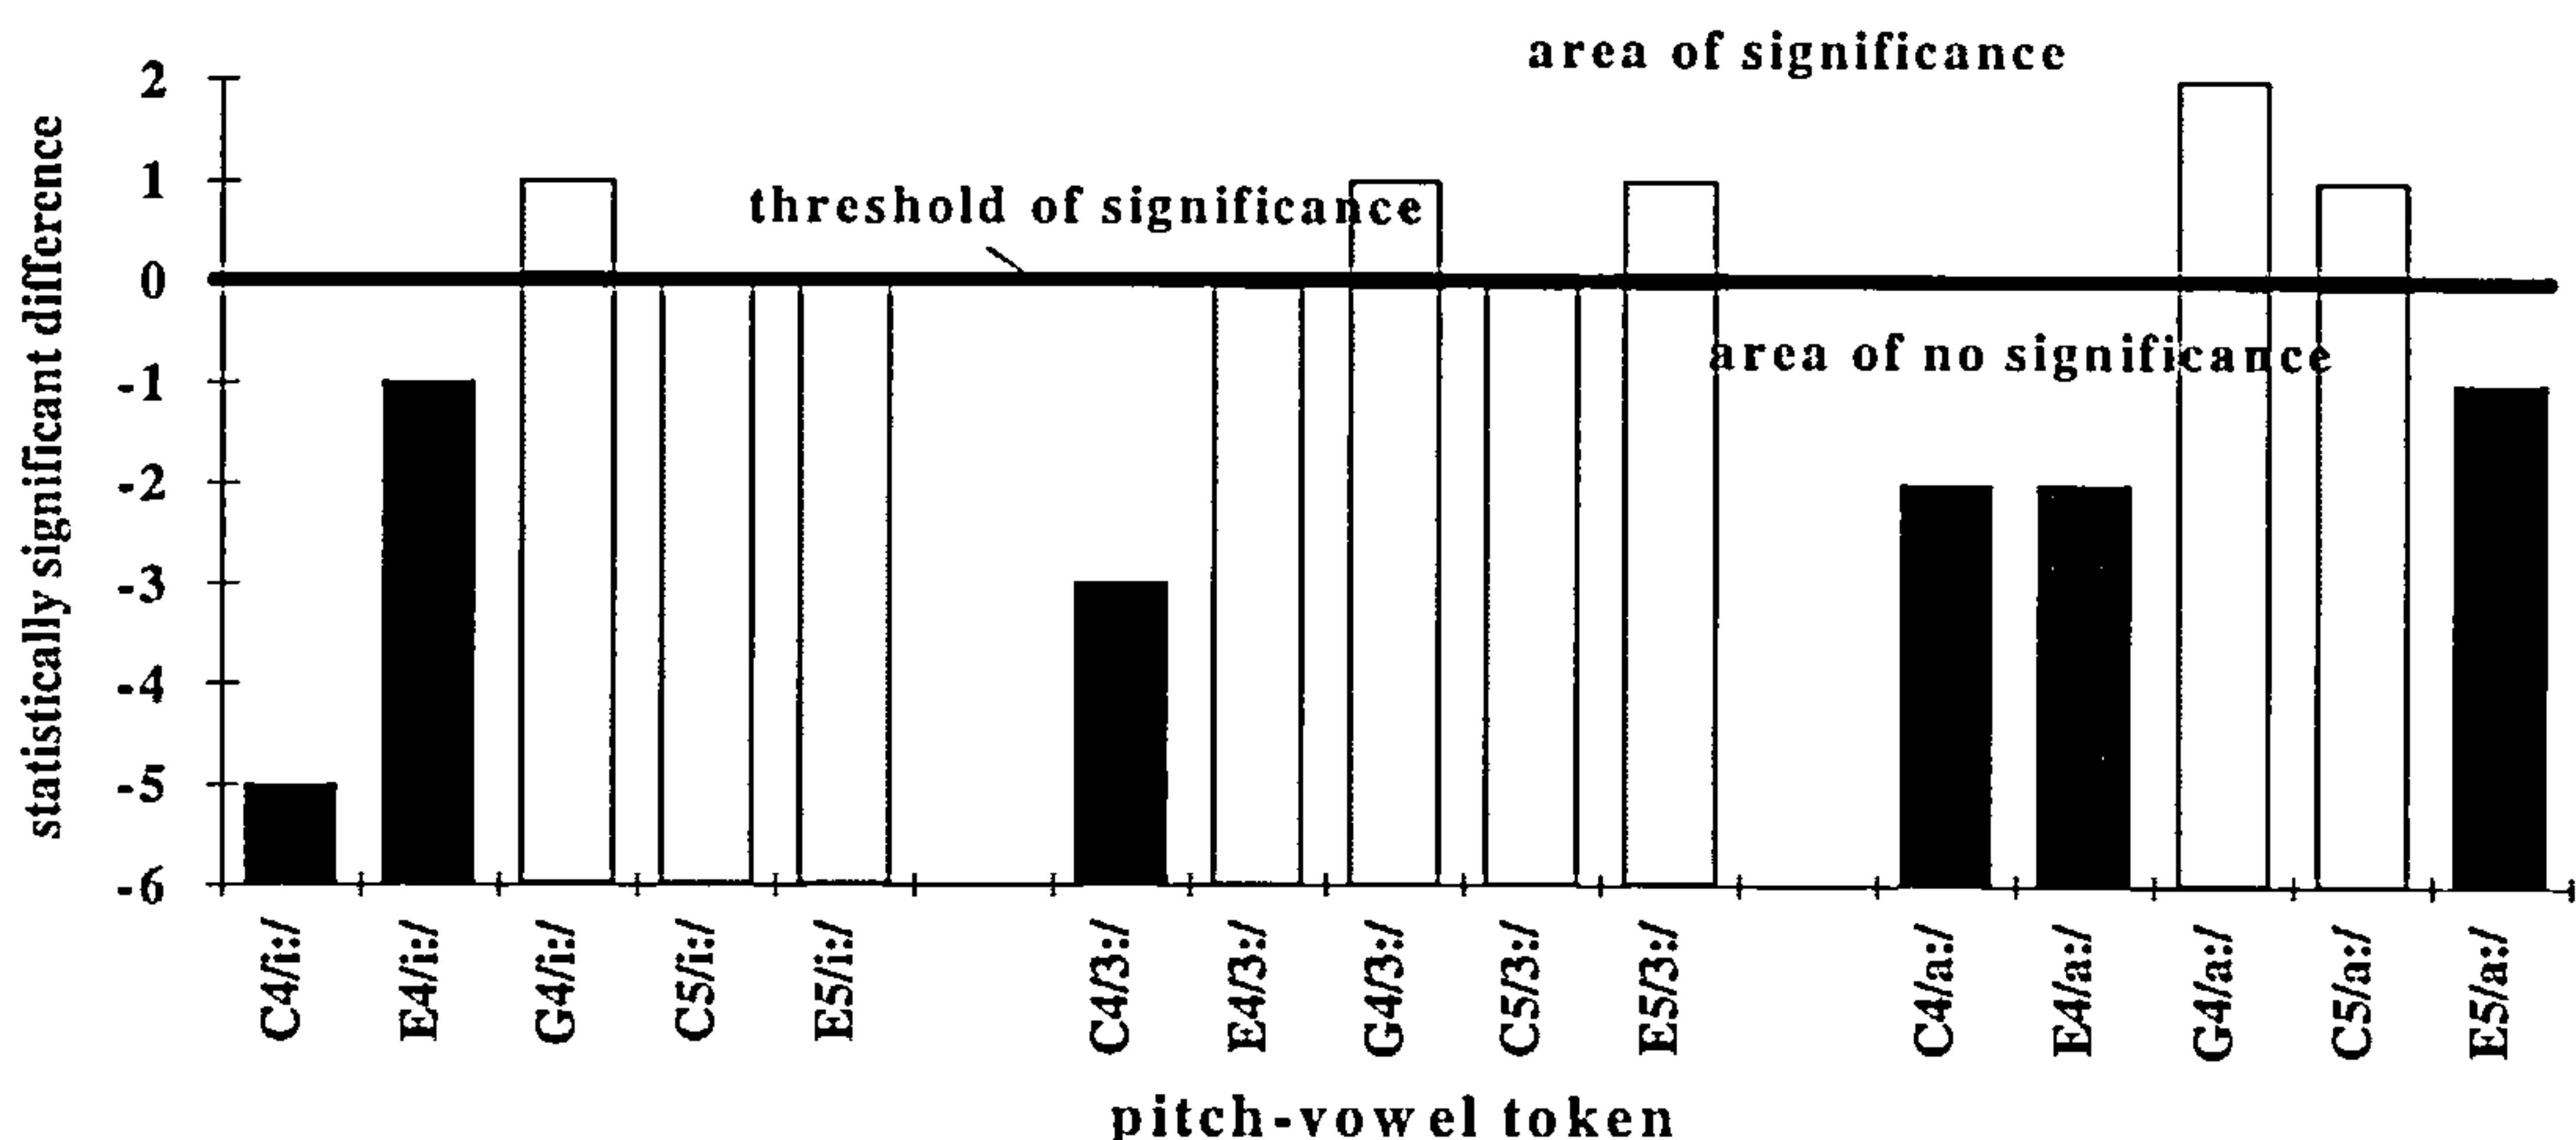 area of significance
2
1
threshold of significance
0
area of no significance
-1
-2
-3
-4
-5
-6
statistically significant difference
C4/i:/
E4/i:/
G4/i:/
C5/i:/
E5/i:/
C4/3:/
E4/3:/
G4/3:/
C5/3:/
E5/3:/
C4/a:/
E4/a:/
G4/a:/
C5/a:/
E5/a:/
pitch-vowel token